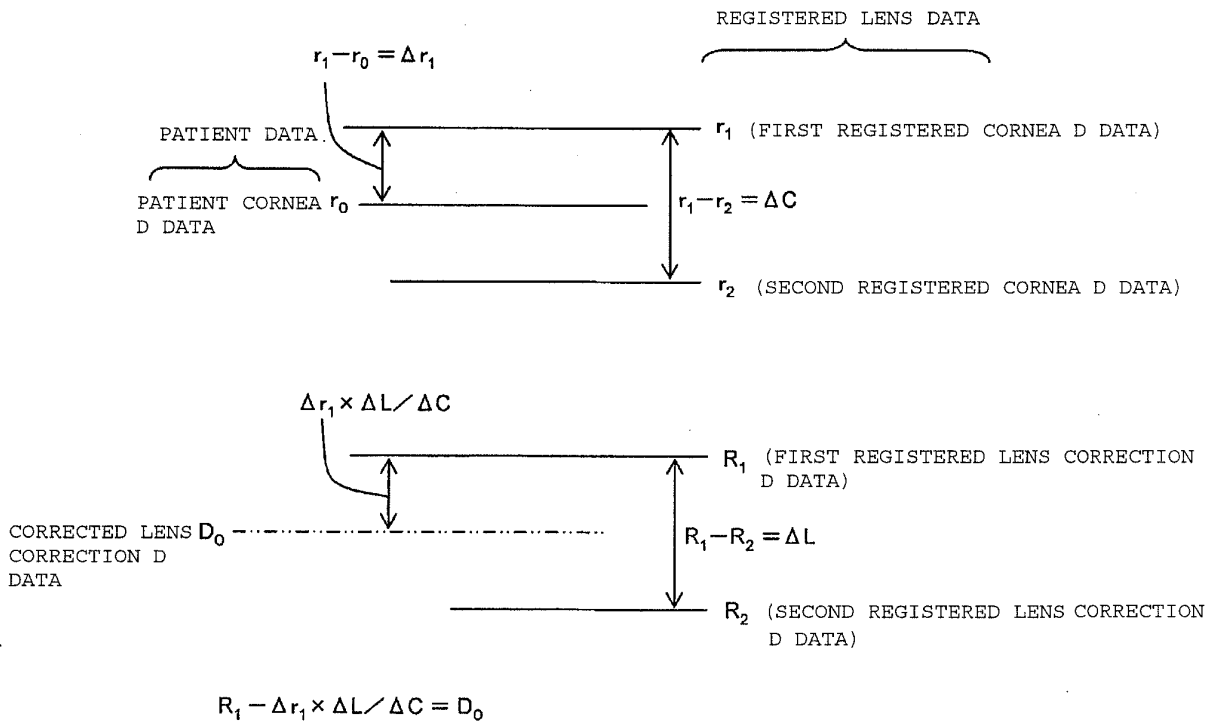 REGISTERED LENS DATA
r₁−r₀ = Δr₁
PATIENT DATA
r₁ (FIRST REGISTERED CORNEA D DATA)
PATIENT CORNEA r₀
D DATA
r₁−r₂ = ΔC
r₂ (SECOND REGISTERED CORNEA D DATA)
Δr₁ × ΔL／ΔC
R₁ (FIRST REGISTERED LENS CORRECTION
D DATA)
CORRECTED LENS D₀
CORRECTION D
DATA
R₁−R₂ = ΔL
R₂ (SECOND REGISTERED LENS CORRECTION
D DATA)
R₁ − Δr₁ × ΔL／ΔC = D₀